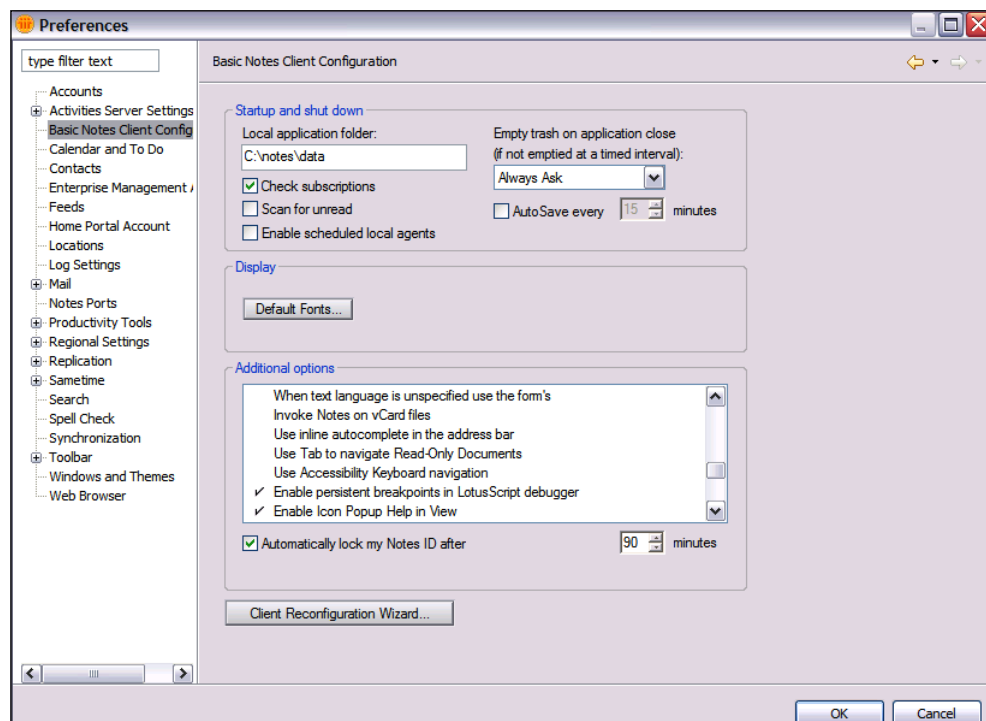 Preferences
type filter text
Basic Notes Client Configuration
Accounts
Activities Server Settings
Basic Notes Client Config
Calendar and To Do
Contacts
Enterprise Management
Feeds
Home Portal Account
Locations
Log Settings
Mail
Notes Ports
Productivity Tools
Regional Settings
Replication
Sametime
Search
Spell Check
Synchronization
Toolbar
Windows and Themes
Web Browser
Startup and shut down
Local application folder:
C:\notes\data
Check subscriptions
Scan for unread
Enable scheduled local agents
Empty trash on application close
(if not emptied at a timed interval):
Always Ask
AutoSave every 15 minutes
Display
Default Fonts...
Additional options
When text language is unspecified use the form's
Invoke Notes on vCard files
Use inline autocomplete in the address bar
Use Tab to navigate Read-Only Documents
Use Accessibility Keyboard navigation
Enable persistent breakpoints in LotusScript debugger
Enable Icon Popup Help in View
Automatically lock my Notes ID after 90 minutes
Client Reconfiguration Wizard...
OK Cancel